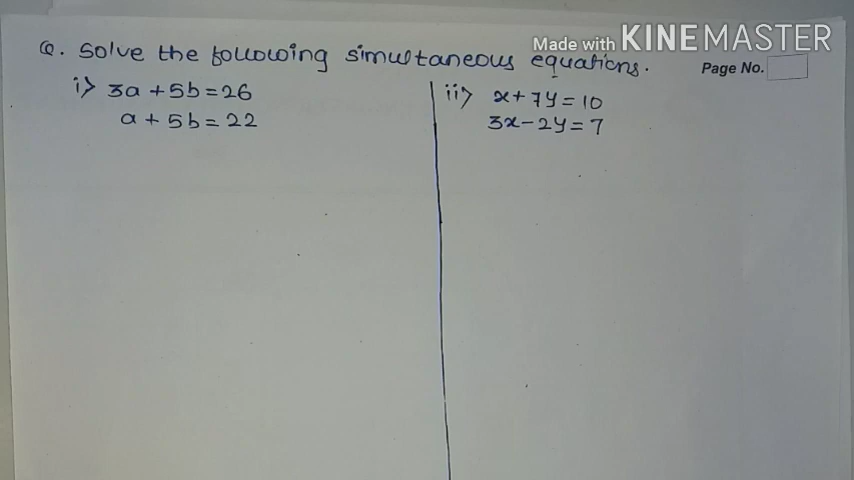 Made with KINEMASTER
Q. Solve the following simultaneous equations.
Page No.
i> 3a + 5b = 26
a + 5b = 22
ii> x + 7y = 10
3x - 2y = 7